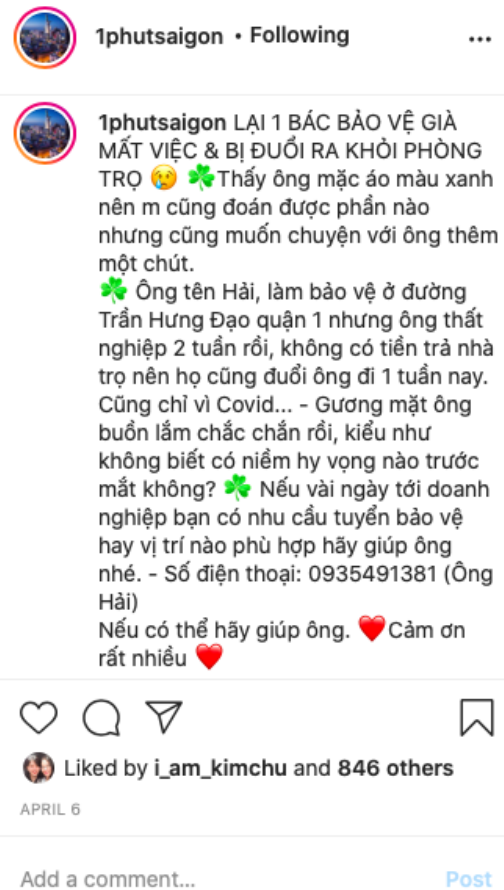 1phutsaigon • Following
1phutsaigon LẠI 1 BÁC BẢO VỆ GIÀ
MẤT VIỆC & BỊ ĐUỔI RA KHỎI PHÒNG
TRỌ 😢 ☘️Thấy ông mặc áo màu xanh
nên m cũng đoán được phần nào
nhưng cũng muốn chuyện với ông thêm
một chút.
☘️ Ông tên Hải, làm bảo vệ ở đường
Trần Hưng Đạo quận 1 nhưng ông thất
nghiệp 2 tuần rồi, không có tiền trả nhà
trọ nên họ cũng đuổi ông đi 1 tuần nay.
Cũng chỉ vì Covid... - Gương mặt ông
buồn lắm chắc chắn rồi, kiểu như
không biết có niềm hy vọng nào trước
mắt không? ☘️ Nếu vài ngày tới doanh
nghiệp bạn có nhu cầu tuyển bảo vệ
hay vị trí nào phù hợp hãy giúp ông
nhé. - Số điện thoại: 0935491381 (Ông
Hải)
Nếu có thể hãy giúp ông. ❤️Cảm ơn
rất nhiều ❤️
Liked by i_am_kimchu and 846 others
APRIL 6
Add a comment... Post